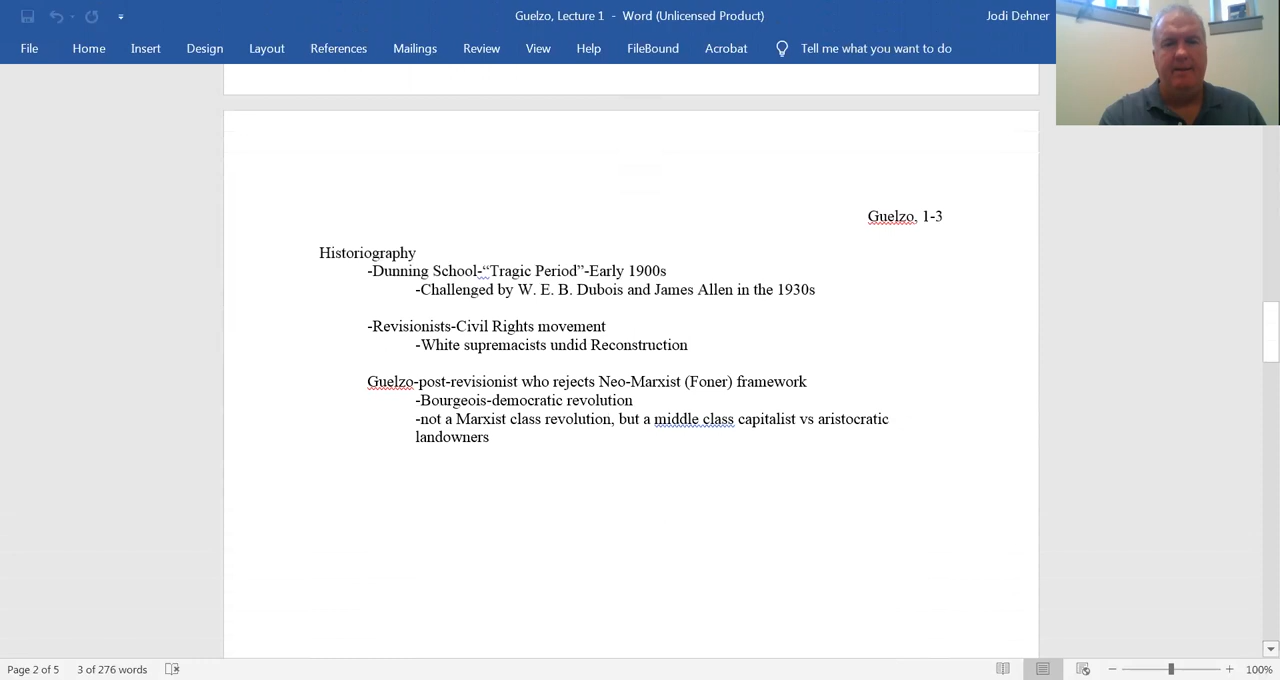 Guelzo, Lecture 1 - Word (Unlicensed Product)
Jodi Dehner
File Home Insert Design Layout References Mailings Review View Help FileBound Acrobat Tell me what you want to do
Guelzo, 1-3
Historiography
-Dunning School-“Tragic Period”-Early 1900s
-Challenged by W. E. B. Dubois and James Allen in the 1930s
-Revisionists-Civil Rights movement
-White supremacists undid Reconstruction
Guelzo-post-revisionist who rejects Neo-Marxist (Foner) framework
-Bourgeois-democratic revolution
-not a Marxist class revolution, but a middle class capitalist vs aristocratic
landowners
Page 2 of 5 3 of 276 words 100%